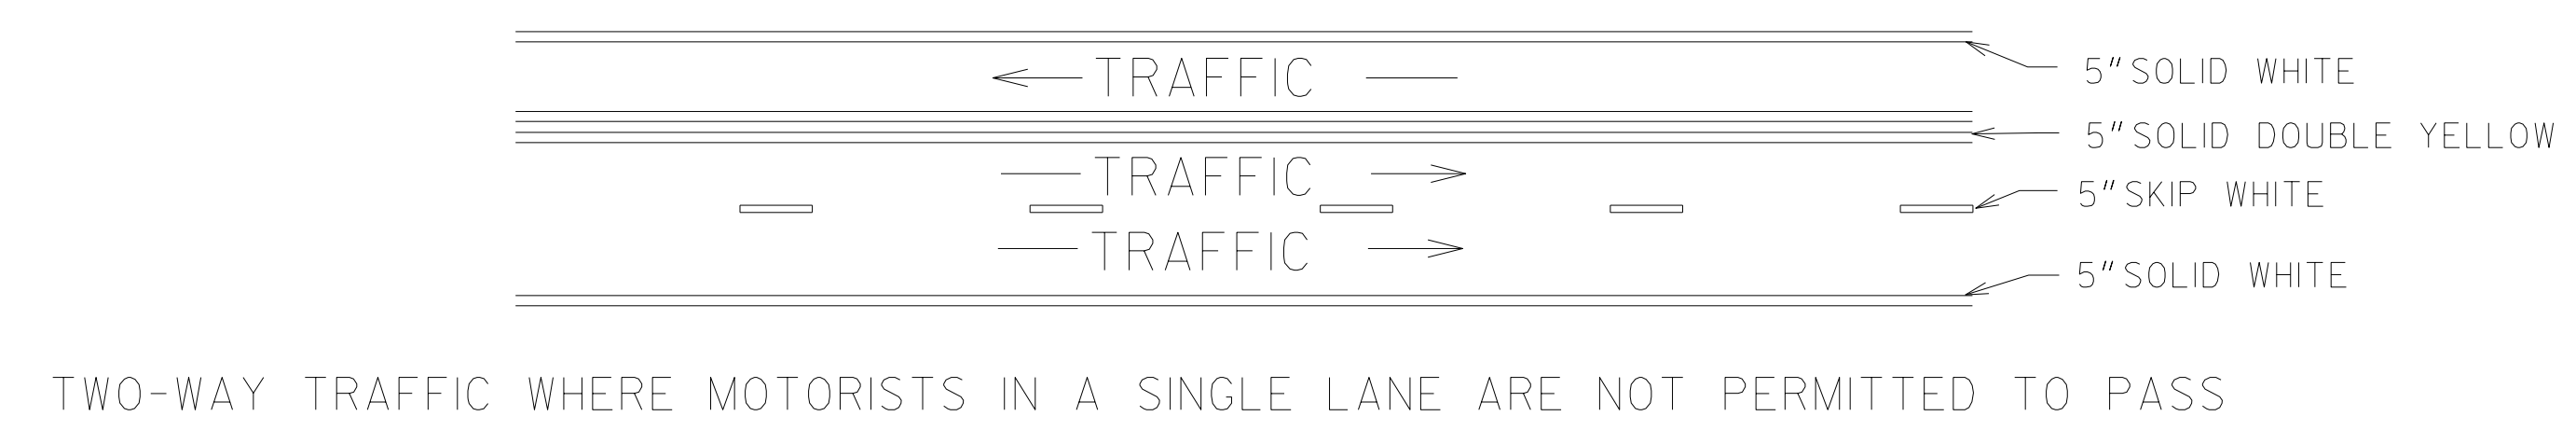 TRAFFIC
5"SOLID WHITE
5"SOLID DOUBLE YELLOW
TRAFFIC
5"SKIP WHITE
TRAFFIC
5"SOLID WHITE
TWO-WAY TRAFFIC WHERE MOTORISTS IN A SINGLE LANE ARE NOT PERMITTED TO PASS